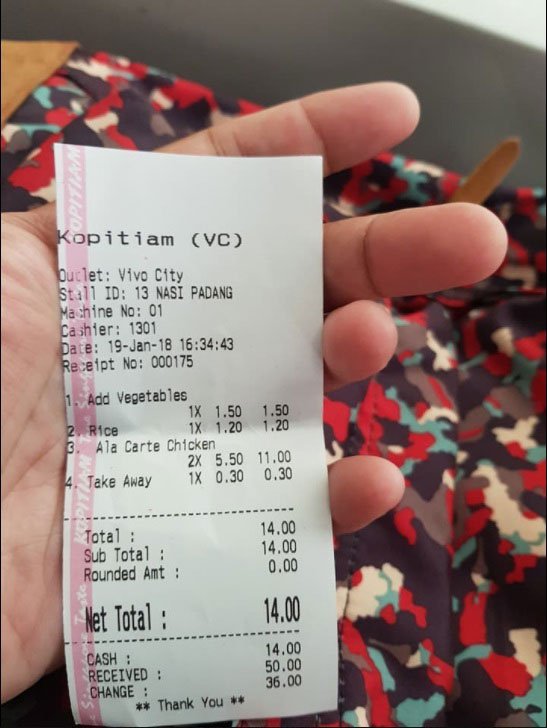 Kopitiam (VC)
Outlet: Vivo City
Stall ID: 13 NASI PADANG
Machine No: 01
Cashier: 1301
Date: 19-Jan-18 16:34:43
Receipt No: 000175
1. Add Vegetables
1X 1.50 1.50
2. Rice 1X 1.20 1.20
3. Ala Carte Chicken
2X 5.50 11.00
4. Take Away 1X 0.30 0.30
Total : 14.00
Sub Total : 14.00
Rounded Amt : 0.00
Net Total : 14.00
CASH : 14.00
RECEIVED : 50.00
CHANGE : 36.00
** Thank You **
KOPITIAM
KOPITIAM